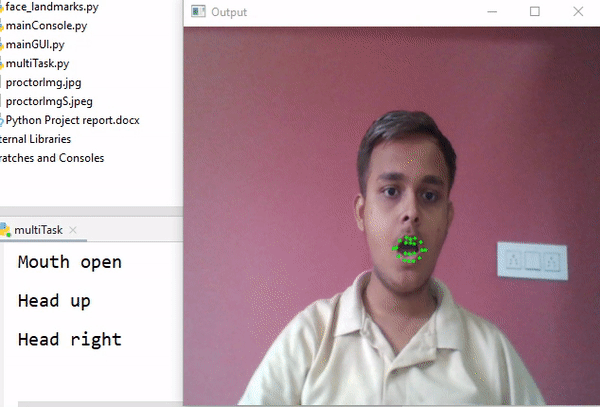 face_landmarks.py
mainConsole.py
mainGUI.py
multiTask.py
proctorImg.jpg
proctorImgS.jpeg
Python Project report.docx
ternal Libraries
ratches and Consoles
Output
multiTask
Mouth open
Head up
Head right